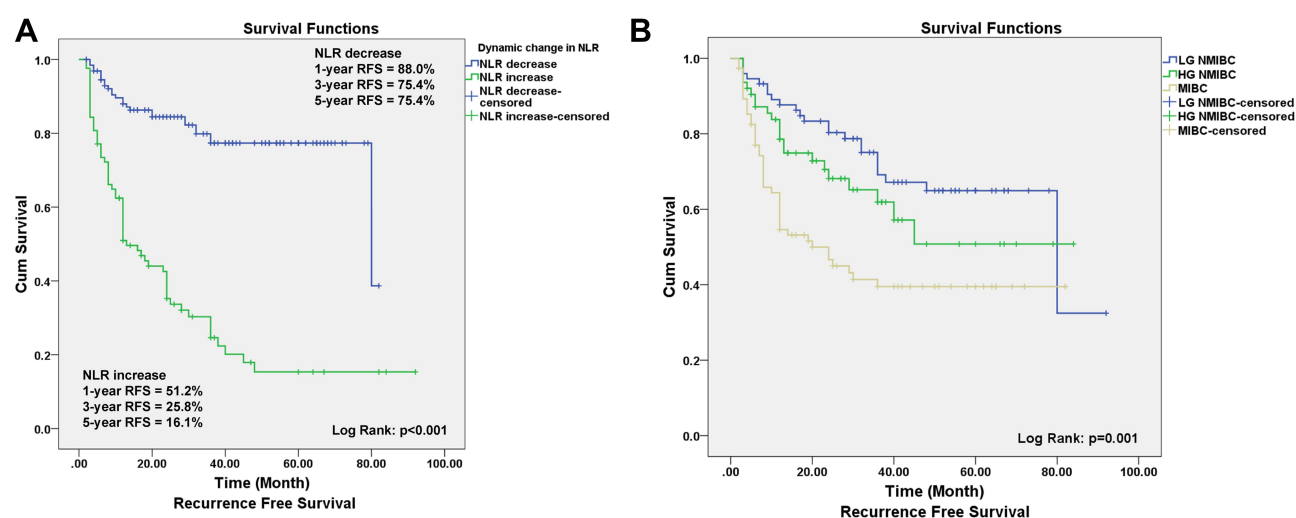 A
Survival Functions
NLR decrease
1-year RFS = 88.0%
3-year RFS = 75.4%
5-year RFS = 75.4%
Dynamic change in NLR
NLR decrease
NLR increase
NLR decrease-
censored
NLR increase-censored
1.0
0.8
0.6
0.4
0.2
0.0
Cum Survival
NLR increase
1-year RFS = 51.2%
3-year RFS = 25.8%
5-year RFS = 16.1%
Log Rank: p<0.001
.00 20.00 40.00 60.00 80.00 100.00
Time (Month)
Recurrence Free Survival
B
Survival Functions
LG NMIBC
HG NMIBC
MIBC
LG NMIBC-censored
HG NMIBC-censored
MIBC-censored
1.0
0.8
0.6
0.4
0.2
0.0
Cum Survival
Log Rank: p=0.001
.00 20.00 40.00 60.00 80.00 100.00
Time (Month)
Recurrence Free Survival